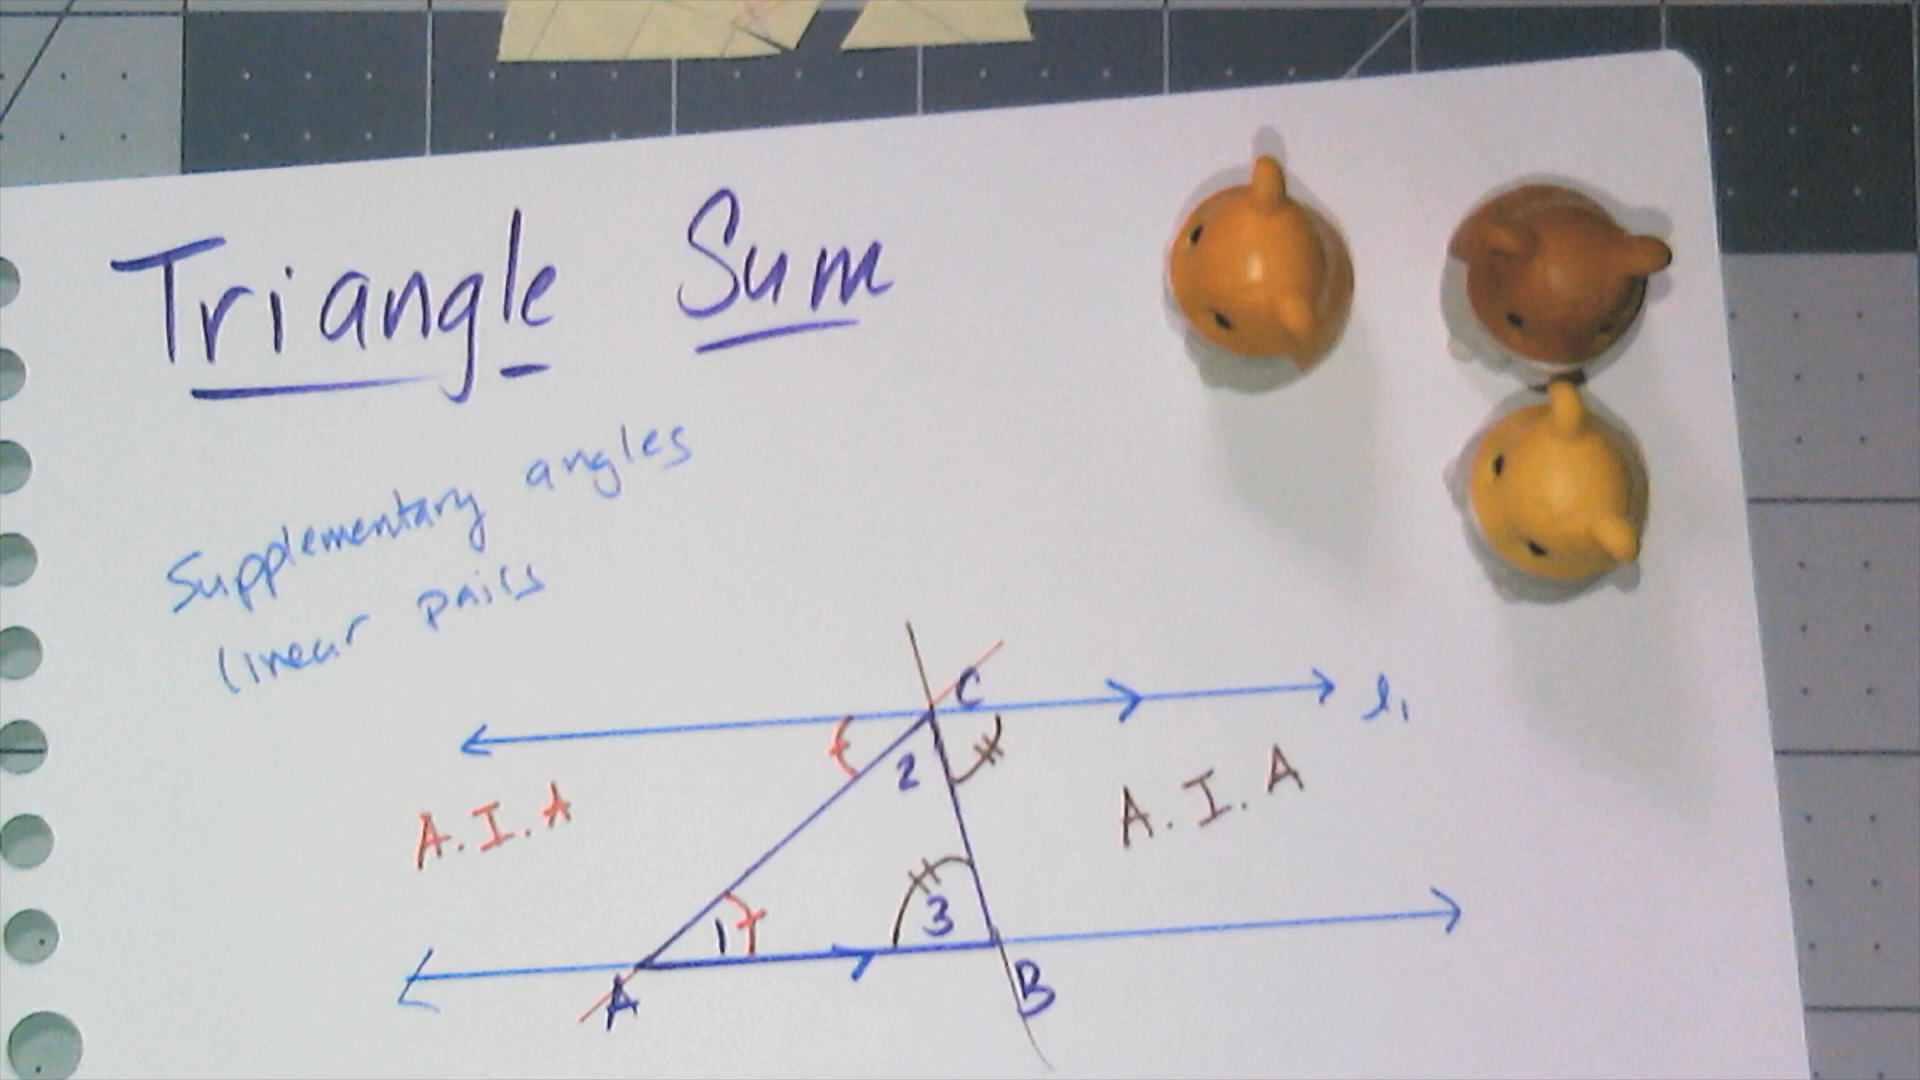 Triangle Sum
Supplementary angles
linear pairs
C
l₁
2
A.I.A
A.I.A
1
3
A
B